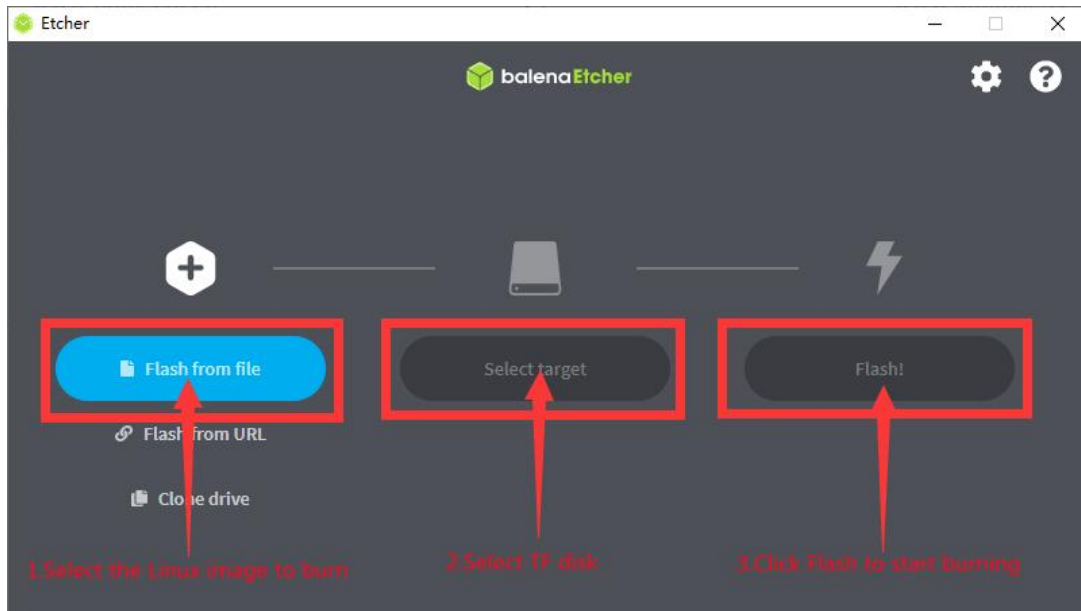 Etcher
balenaEtcher
Flash from file
Select target
Flash!
Flash from URL
Clone drive
1.Select the Linux image to burn
2.Select TF disk
3.Click Flash to start burning